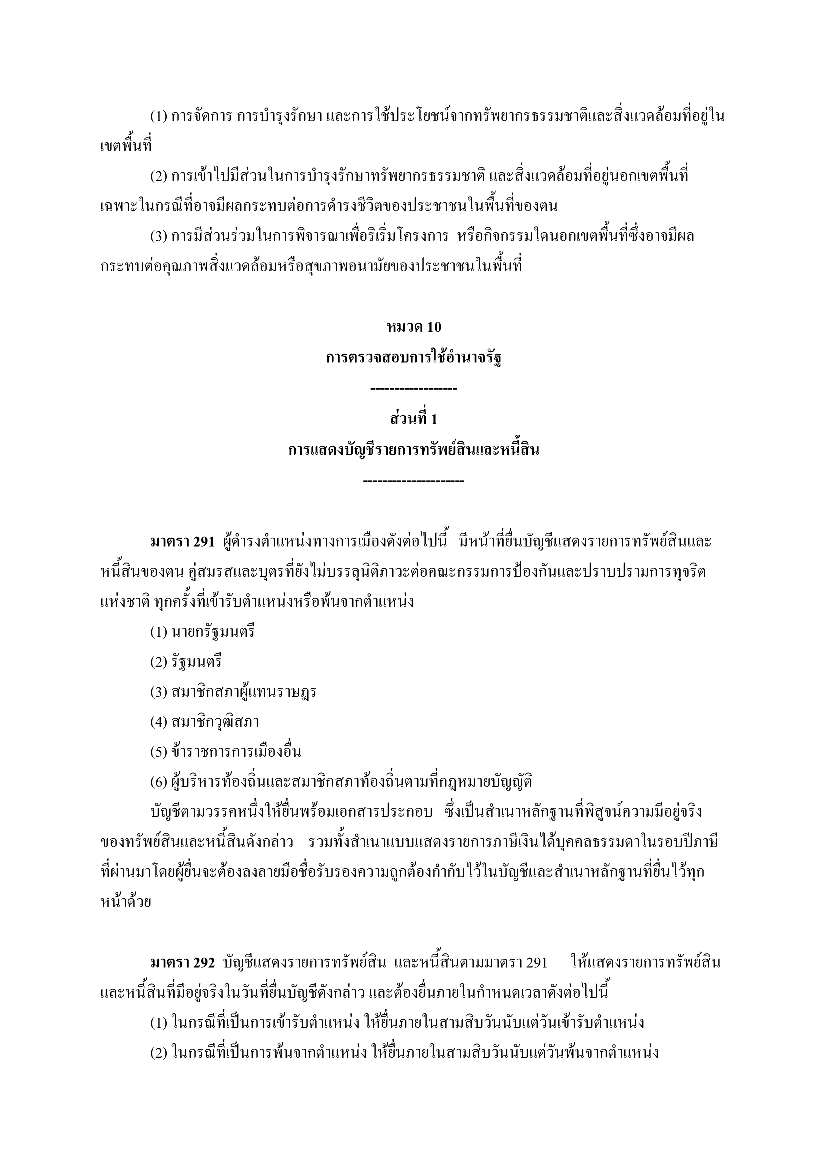 (1) การจัดการ การบำรุงรักษา และการใช้ประโยชน์จากทรัพยากรธรรมชาติและสิ่งแวดล้อมที่อยู่ใน
เขตพื้นที่
(2) การเข้าไปมีส่วนในการบำรุงรักษาทรัพยากรธรรมชาติ และสิ่งแวดล้อมที่อยู่นอกเขตพื้นที่
เฉพาะในกรณีที่อาจมีผลกระทบต่อการดำรงชีวิตของประชาชนในพื้นที่ของตน
(3) การมีส่วนร่วมในการพิจารณาเพื่อริเริ่มโครงการ หรือกิจกรรมใดนอกเขตพื้นที่ซึ่งอาจมีผล
กระทบต่อคุณภาพสิ่งแวดล้อมหรือสุขภาพอนามัยของประชาชนในพื้นที่
หมวด 10
การตรวจสอบการใช้อำนาจรัฐ
------------------
ส่วนที่ 1
การแสดงบัญชีรายการทรัพย์สินและหนี้สิน
---------------------
มาตรา 291 ผู้ดำรงตำแหน่งทางการเมืองดังต่อไปนี้ มีหน้าที่ยื่นบัญชีแสดงรายการทรัพย์สินและ
หนี้สินของตน คู่สมรสและบุตรที่ยังไม่บรรลุนิติภาวะต่อคณะกรรมการป้องกันและปราบปรามการทุจริต
แห่งชาติ ทุกครั้งที่เข้ารับตำแหน่งหรือพ้นจากตำแหน่ง
(1) นายกรัฐมนตรี
(2) รัฐมนตรี
(3) สมาชิกสภาผู้แทนราษฎร
(4) สมาชิกวุฒิสภา
(5) ข้าราชการการเมืองอื่น
(6) ผู้บริหารท้องถิ่นและสมาชิกสภาท้องถิ่นตามที่กฎหมายบัญญัติ
บัญชีตามวรรคหนึ่งให้ยื่นพร้อมเอกสารประกอบ ซึ่งเป็นสำเนาหลักฐานที่พิสูจน์ความมีอยู่จริง
ของทรัพย์สินและหนี้สินดังกล่าว รวมทั้งสำเนาแบบแสดงรายการภาษีเงินได้บุคคลธรรมดาในรอบปีภาษี
ที่ผ่านมาโดยผู้ยื่นจะต้องลงลายมือชื่อรับรองความถูกต้องกำกับไว้ในบัญชีและสำเนาหลักฐานที่ยื่นไว้ทุก
หน้าด้วย
มาตรา 292 บัญชีแสดงรายการทรัพย์สิน และหนี้สินตามมาตรา 291 ให้แสดงรายการทรัพย์สิน
และหนี้สินที่มีอยู่จริงในวันที่ยื่นบัญชีดังกล่าว และต้องยื่นภายในกำหนดเวลาดังต่อไปนี้
(1) ในกรณีที่เป็นการเข้ารับตำแหน่ง ให้ยื่นภายในสามสิบวันนับแต่วันเข้ารับตำแหน่ง
(2) ในกรณีที่เป็นการพ้นจากตำแหน่ง ให้ยื่นภายในสามสิบวันนับแต่วันพ้นจากตำแหน่ง